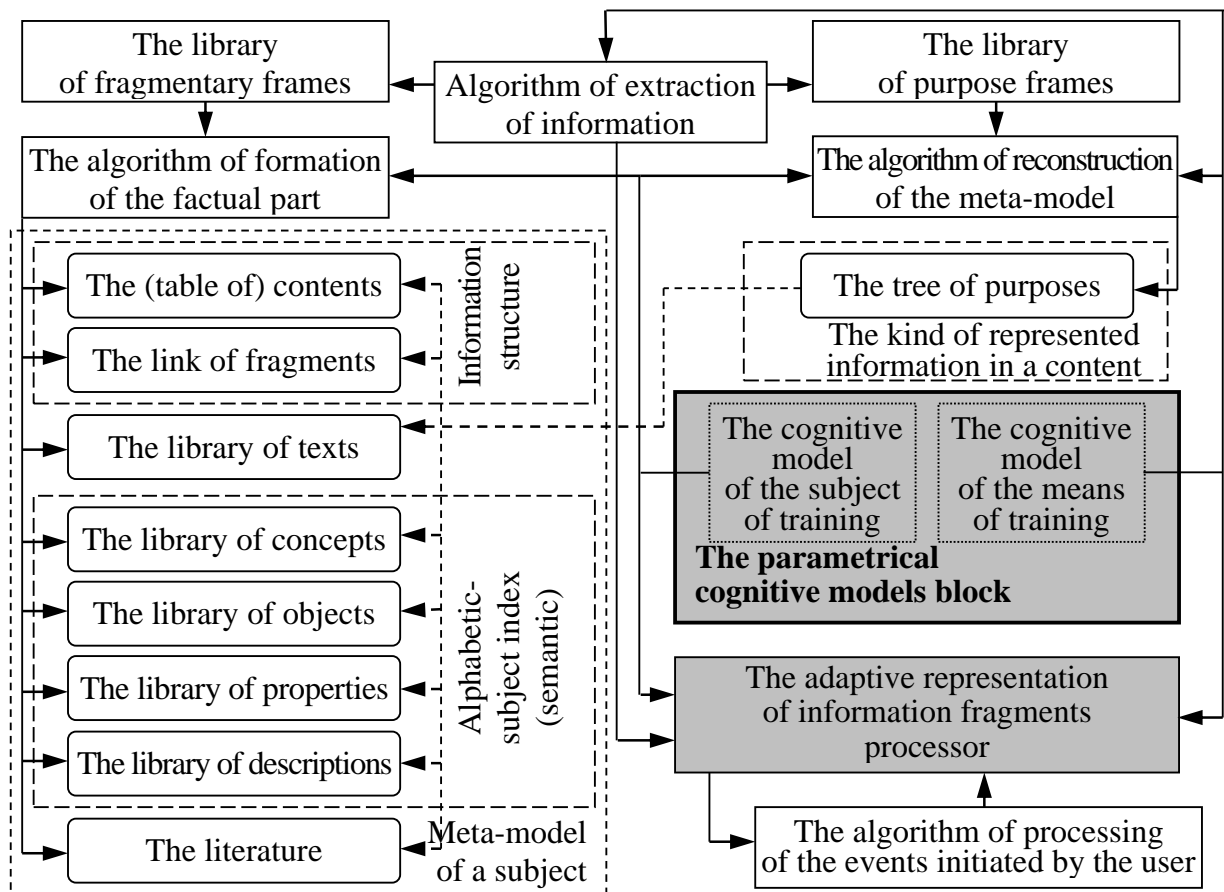 The library
of fragmentary frames
Algorithm of extraction
of information
The library
of purpose frames
The algorithm of formation
of the factual part
The algorithm of reconstruction
of the meta-model
The (table of) contents
The link of fragments
Information
structure
The tree of purposes
The kind of represented
information in a content
The library of texts
The cognitive
model
of the subject
of training
The cognitive
model
of the means
of training
The parametrical
cognitive models block
The library of concepts
The library of objects
The library of properties
The library of descriptions
Alphabetic-
subject index
(semantic)
The adaptive representation
of information fragments
processor
The literature
Meta-model
of a subject
The algorithm of processing
of the events initiated by the user